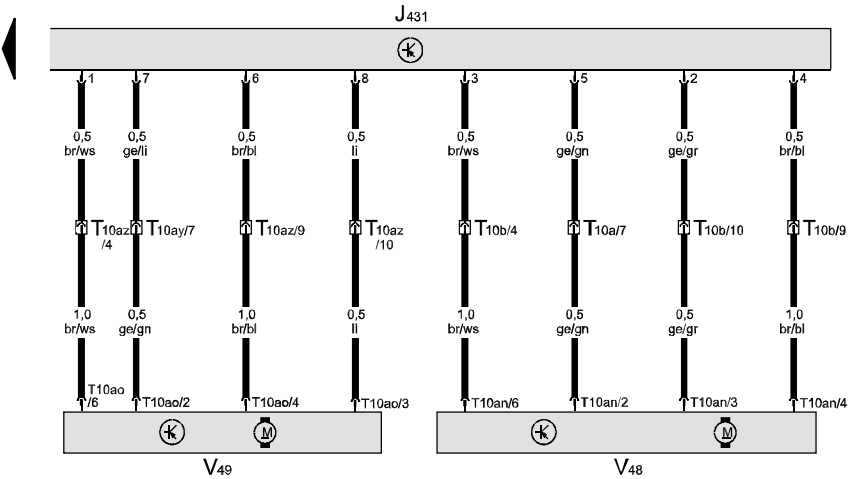 J431
1 7 6 8 3 5 2 4
0,5 0,5 0,5 0,5 0,5 0,5 0,5 0,5
br/ws ge/li br/bl li br/ws ge/gn ge/gr br/bl
T10az T10ay/7 T10az/9 T10az T10b/4 T10a/7 T10b/10 T10b/9
/4 /10
1,0 0,5 1,0 0,5 1,0 0,5 0,5 1,0
br/ws ge/gn br/bl li br/ws ge/gn ge/gr br/bl
T10ao
/6 T10ao/2 T10ao/4 T10ao/3 T10an/6 T10an/2 T10an/3 T10an/4
M M
V49 V48